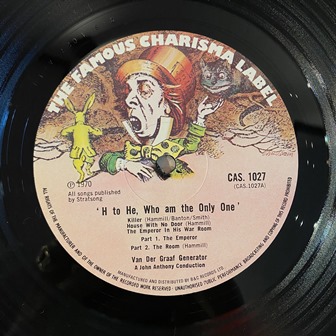 THE FAMOUS CHARISMA LABEL
℗ 1970
All songs published
by Stratsong
CAS. 1027
(CAS.1027A)
'H to He, Who am the Only One'
Killer (Hammill/Banton/Smith)
House With No Door (Hammill)
The Emperor In His War Room
Part 1. The Emperor
Part 2. The Room (Hammill)
Van Der Graaf Generator
A John Anthony Conduction
MANUFACTURED AND DISTRIBUTED BY B&C RECORDS LTD.
ALL RIGHTS OF THE MANUFACTURER AND OF THE OWNER OF THE RECORDED WORK RESERVED · UNAUTHORISED PUBLIC PERFORMANCE BROADCASTING AND COPYING OF THIS RECORD PROHIBITED